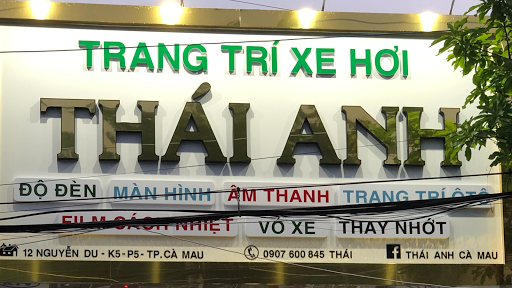 TRANG TRÍ XE HƠI
THÁI ANH
ĐỘ ĐÈN MÀN HÌNH ÂM THANH TRANG TRÍ ÔTÔ
FILM CÁCH NHIỆT VỎ XE THAY NHỚT
12 NGUYỄN DU - K5- P5- TP.CÀ MAU 0907 600 845 THÁI THÁI ANH CÀ MAU